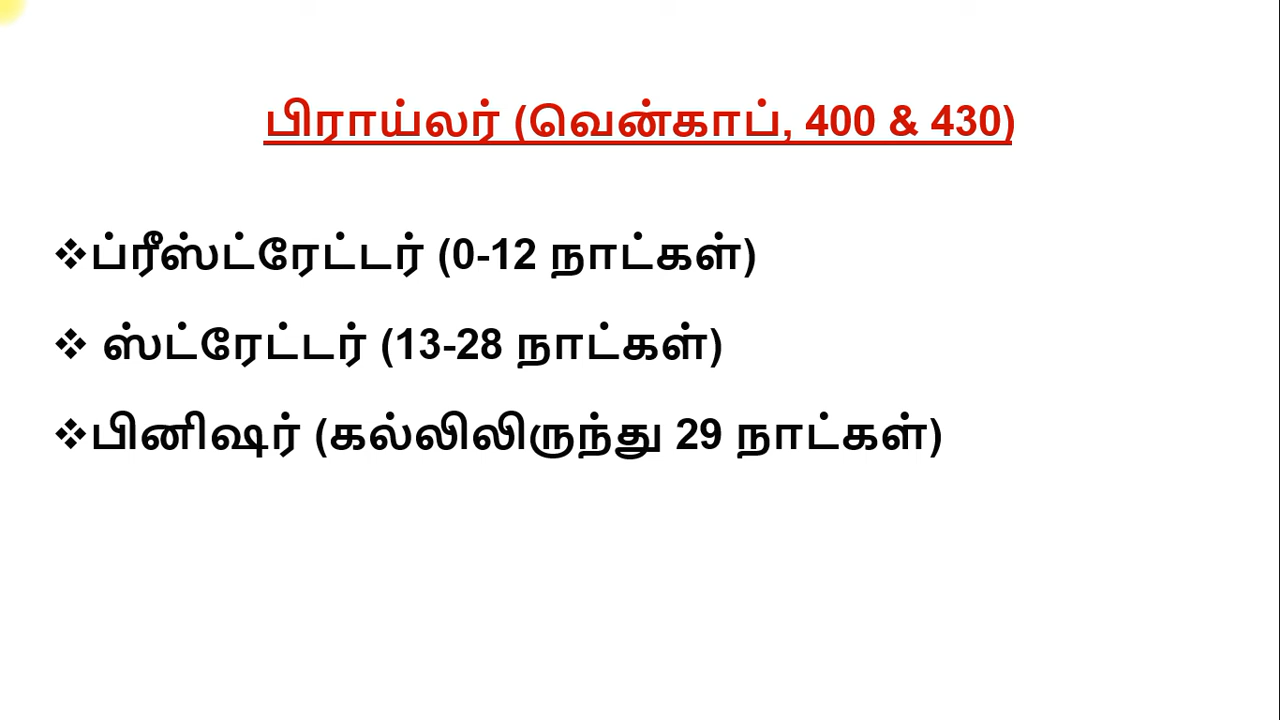 பிராய்லர் (வென்காப், 400 & 430)
❖ப்ரீஸ்ட்ரேட்டர் (0-12 நாட்கள்)
❖ ஸ்ட்ரேட்டர் (13-28 நாட்கள்)
❖பினிஷர் (கல்லிலிருந்து 29 நாட்கள்)